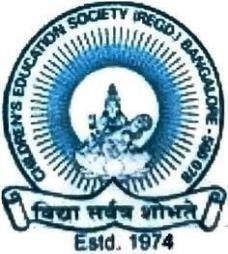 CHILDREN'S EDUCATION SOCIETY (REGD.) BANGALORE - 560 078
विद्या सर्वत्र शोभते
Estd. 1974